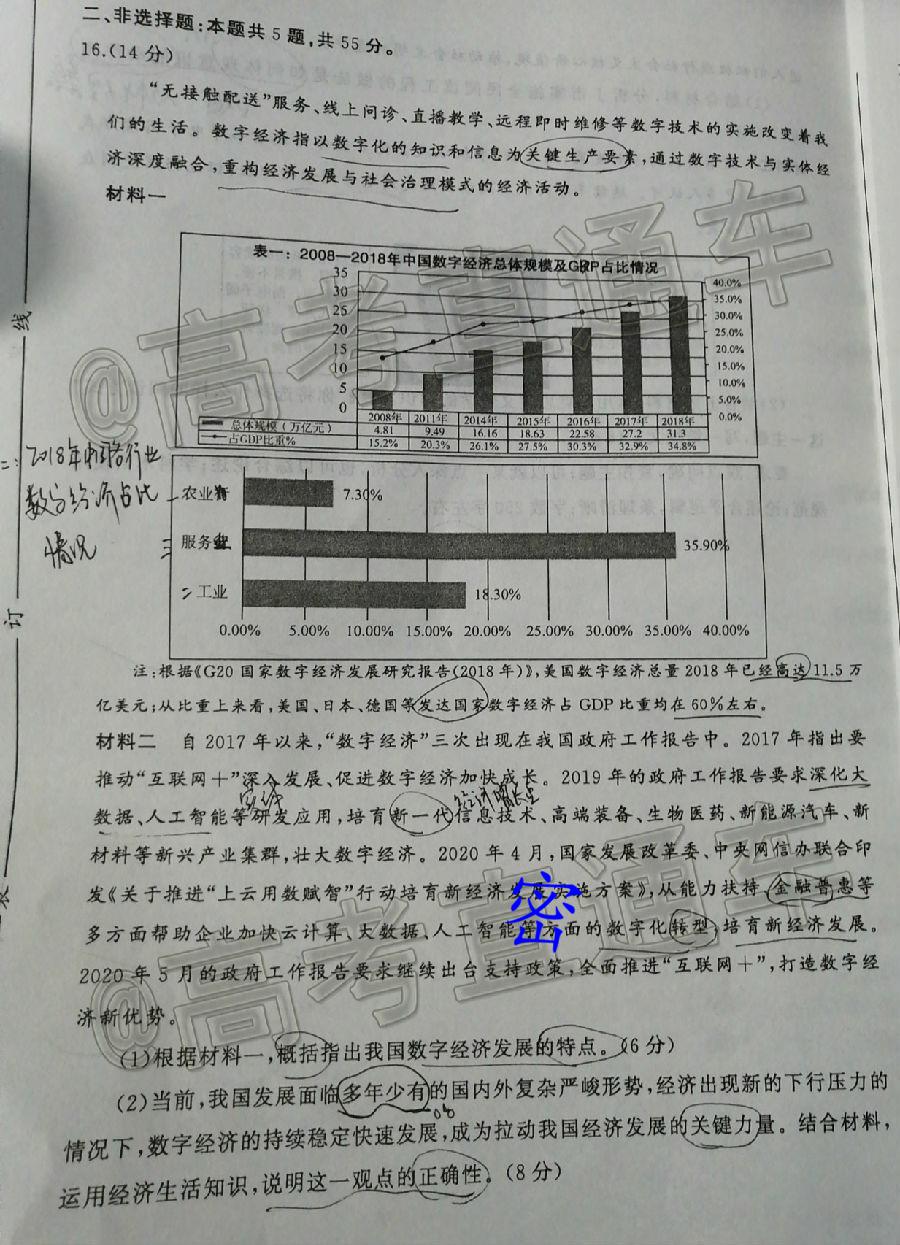 二、非选择题:本题共5题,共55分。
16.(14分)
“无接触配送”服务、线上问诊、直播教学、远程即时维修等数字技术的实施改变着我
们的生活。数字经济指以数字化的知识和信息为关键生产要素,通过数字技术与实体经
济深度融合,重构经济发展与社会治理模式的经济活动。
材料一
表一:2008—2018年中国数字经济总体规模及GDP占比情况
35 40.0%
30 35.0%
25 30.0%
20 25.0%
15 20.0%
10 15.0%
5 10.0%
0 5.0%
0.0%
2008年 2011年 2014年 2015年 2016年 2017年 2018年
总体规模(万亿元) 4.81 9.49 16.16 18.63 22.58 27.2 31.3
占GDP比重% 15.2% 20.3% 26.1% 27.5% 30.3% 32.9% 34.8%
二:2018年中国各行业
数字经济占比
情况
农业 7.30%
服务业 35.90%
工业 18.30%
0.00% 5.00% 10.00% 15.00% 20.00% 25.00% 30.00% 35.00% 40.00%
注:根据《G20国家数字经济发展研究报告(2018年)》,美国数字经济总量2018年已经高达11.5万
亿美元;从比重上来看,美国、日本、德国等发达国家数字经济占GDP比重均在60%左右。
材料二 自2017年以来,“数字经济”三次出现在我国政府工作报告中。2017年指出要
推动“互联网+”深入发展、促进数字经济加快成长。2019年的政府工作报告要求深化大
数据、人工智能等研发应用,培育新一代信息技术、高端装备、生物医药、新能源汽车、新
材料等新兴产业集群,壮大数字经济。2020年4月,国家发展改革委、中央网信办联合印
发《关于推进“上云用数赋智”行动培育新经济发展实施方案》,从能力扶持、金融普惠等
多方面帮助企业加快云计算、大数据、人工智能等方面的数字化转型,培育新经济发展。
2020年5月的政府工作报告要求继续出台支持政策,全面推进“互联网+”,打造数字经
济新优势。
(1)根据材料一,概括指出我国数字经济发展的特点。(6分)
(2)当前,我国发展面临多年少有的国内外复杂严峻形势,经济出现新的下行压力的
情况下,数字经济的持续稳定快速发展,成为拉动我国经济发展的关键力量。结合材料,
运用经济生活知识,说明这一观点的正确性。(8分)
线
订
密
@高考直通车
@高考直通车